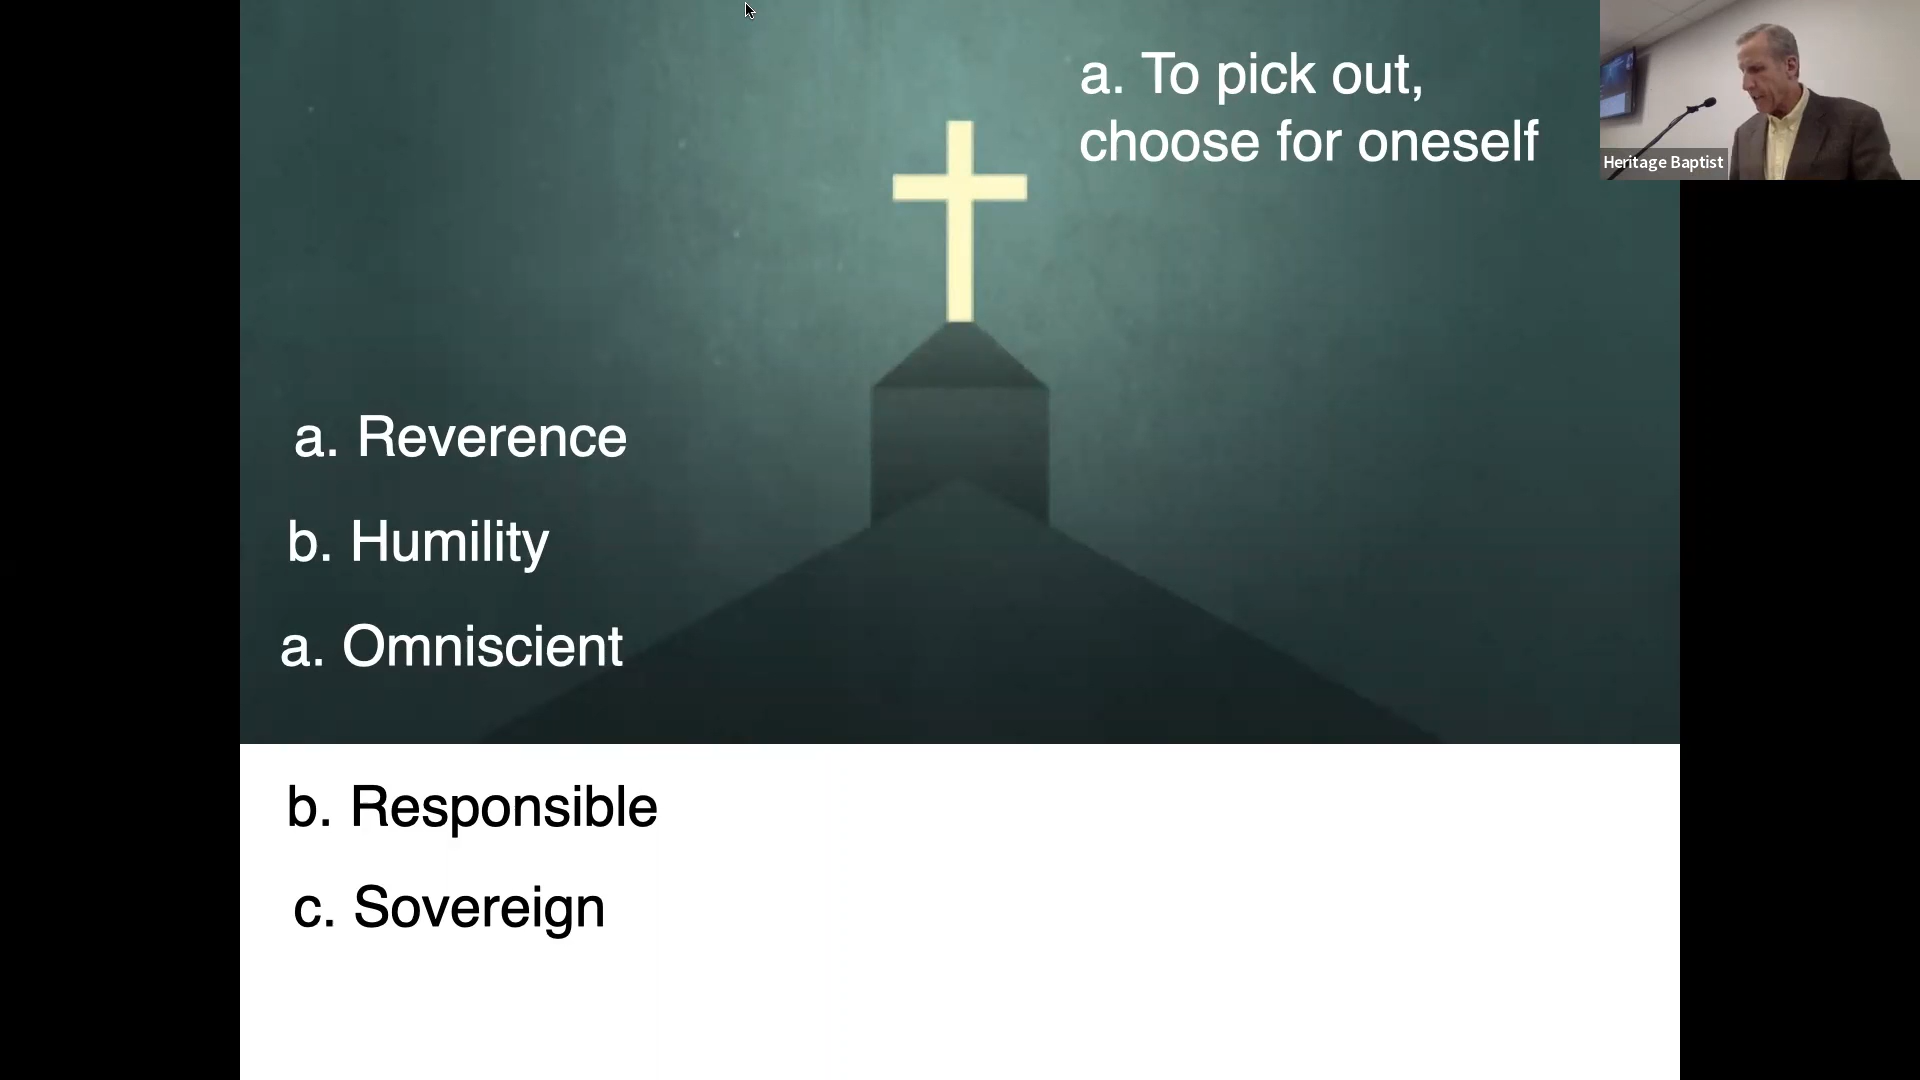 a. To pick out,
choose for oneself
Heritage Baptist
a. Reverence
b. Humility
a. Omniscient
b. Responsible
c. Sovereign